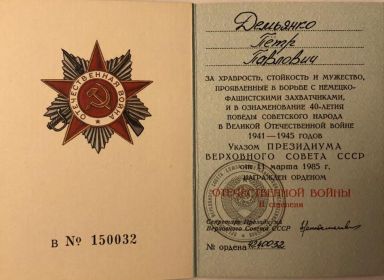 ОТЕЧЕСТВЕННАЯ ВОЙНА
В № 150032
Демьянко
Петр
Павлович
ЗА ХРАБРОСТЬ, СТОЙКОСТЬ И МУЖЕСТВО,
ПРОЯВЛЕННЫЕ В БОРЬБЕ С НЕМЕЦКО-
ФАШИСТСКИМИ ЗАХВАТЧИКАМИ,
И В ОЗНАМЕНОВАНИЕ 40-ЛЕТИЯ
ПОБЕДЫ СОВЕТСКОГО НАРОДА
В ВЕЛИКОЙ ОТЕЧЕСТВЕННОЙ ВОЙНЕ
1941—1945 ГОДОВ
УКАЗОМ ПРЕЗИДИУМА
ВЕРХОВНОГО СОВЕТА СССР
от 11 марта 1985 г.
НАГРАЖДЕН ОРДЕНОМ
ОТЕЧЕСТВЕННОЙ ВОЙНЫ
II степени
Секретарь Президиума
Верховного Совета СССР
№ ордена